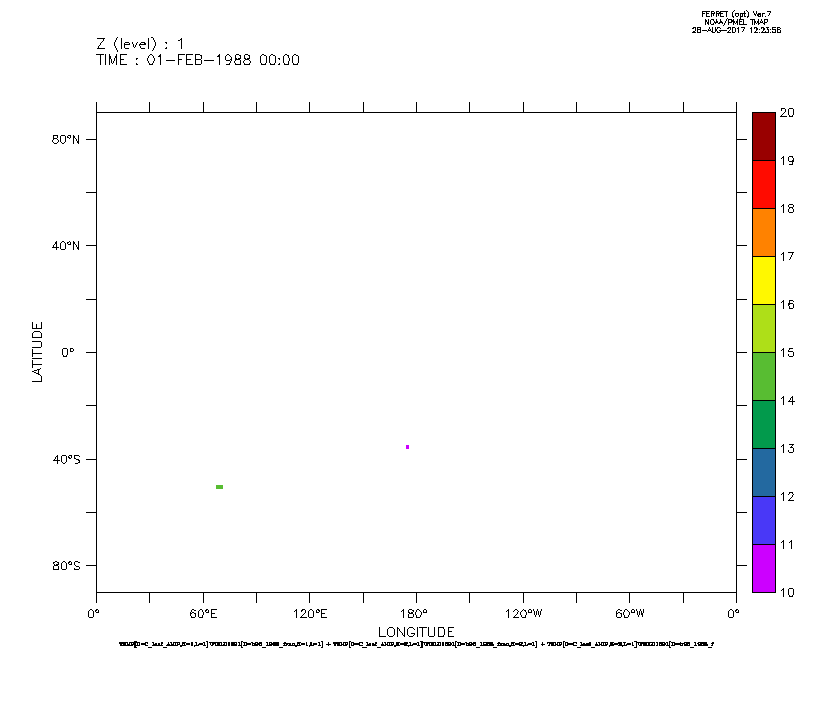 FERRET (opt) Ver.7
NOAA/PMEL TMAP
28-AUG-2017 12:23:56
Z (level) : 1
TIME : 01-FEB-1988 00:00
80°N
40°N
0°
40°S
80°S
LATITUDE
0°
60°E
120°E
180°
120°W
60°W
0°
LONGITUDE
20
19
18
17
16
15
14
13
12
11
10